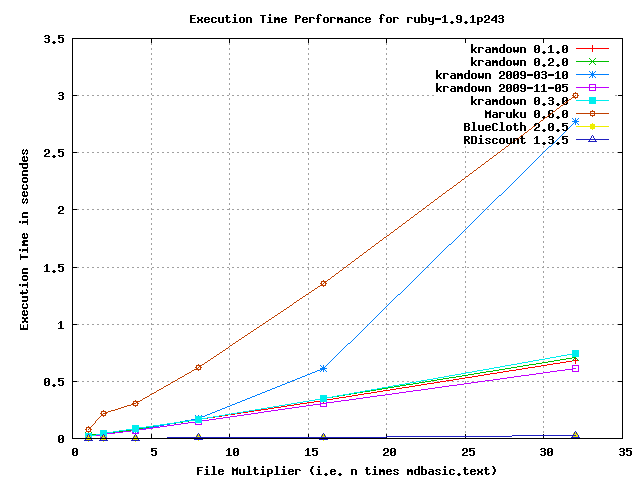 Execution Time Performance for ruby-1.9.1p243
kramdown 0.1.0
kramdown 0.2.0
kramdown 2009-03-10
kramdown 2009-11-05
kramdown 0.3.0
Maruku 0.6.0
BlueCloth 2.0.5
RDiscount 1.3.5
Execution Time in secondes
3.5
3
2.5
2
1.5
1
0.5
0
0 5 10 15 20 25 30 35
File Multiplier (i.e. n times mdbasic.text)